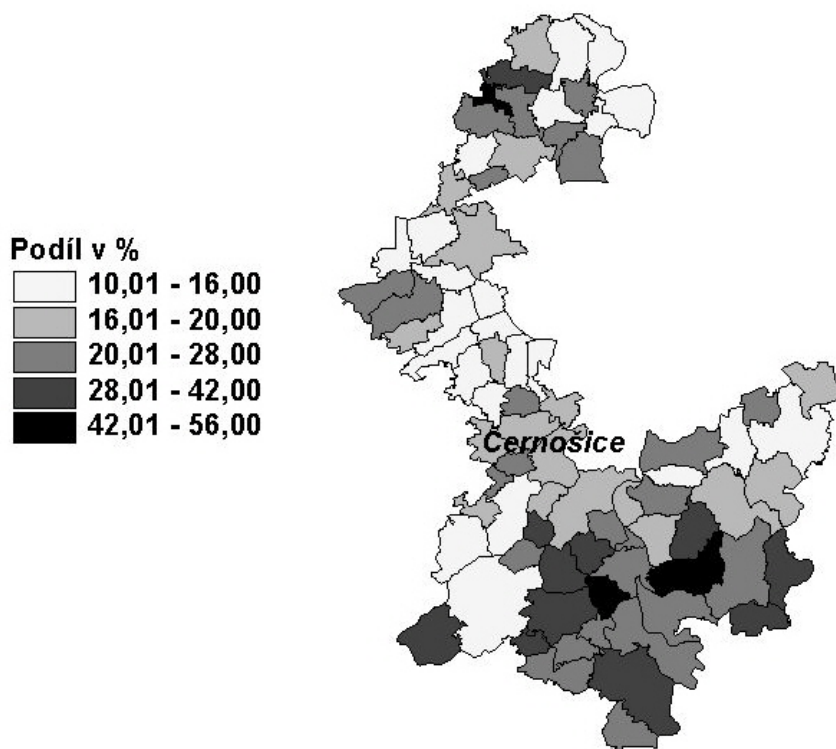 Podíl v %
10,01 - 16,00
16,01 - 20,00
20,01 - 28,00
28,01 - 42,00
42,01 - 56,00
Černošice